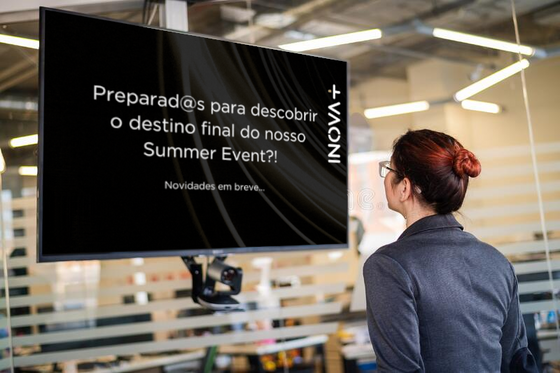 Preparad@s para descobrir
o destino final do nosso
Summer Event?!
Novidades em breve...
INOVA+